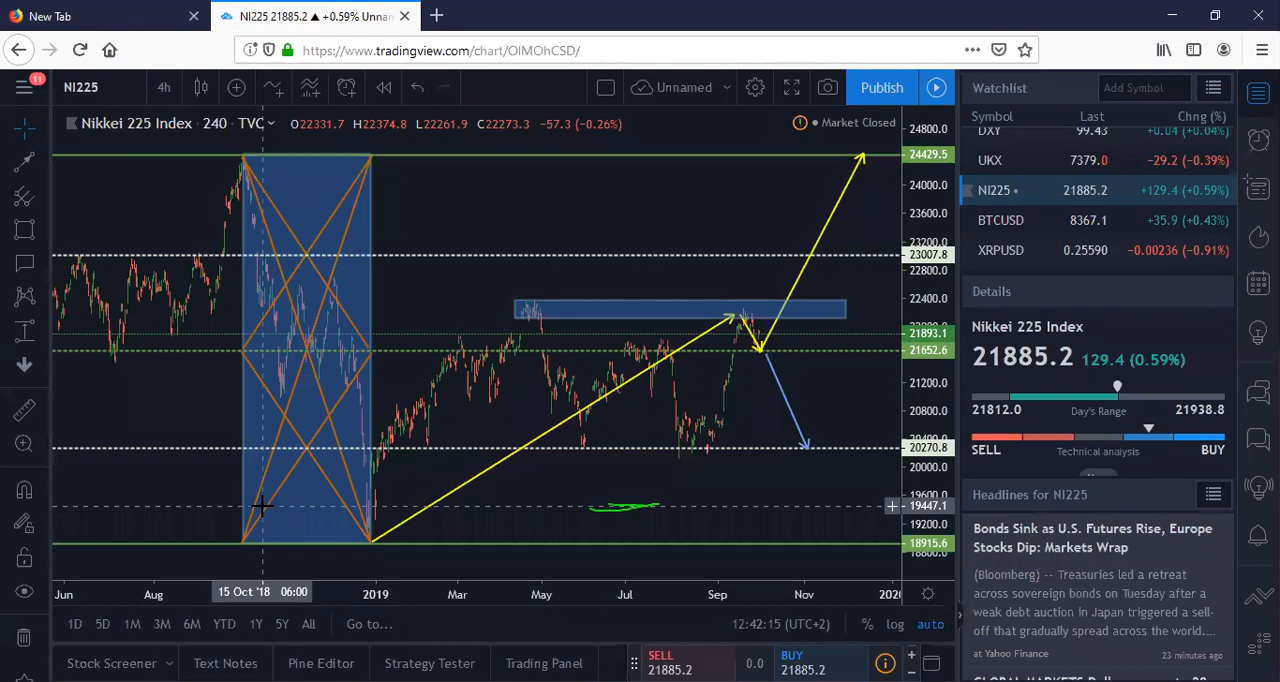 New Tab
NI225 21885.2 ▲ +0.59% Unnan
https://www.tradingview.com/chart/OlMOhCSD/
11
NI225
4h
Unnamed
Publish
Nikkei 225 Index • 240 • TVC
O22331.7 H22374.8 L22261.9 C22273.3 −57.3 (−0.26%)
Market Closed
24800.0
24429.5
24000.0
23600.0
23200.0
23007.8
22800.0
22400.0
22000.0
21893.1
21652.6
21200.0
20800.0
20400.0
20270.8
20000.0
19600.0
19447.1
19200.0
18915.6
18800.0
Jun
Aug
15 Oct '18 06:00
2019
Mar
May
Jul
Sep
Nov
2020
1D 5D 1M 3M 6M YTD 1Y 5Y All
Go to...
12:42:15 (UTC+2)
% log auto
Stock Screener
Text Notes
Pine Editor
Strategy Tester
Trading Panel
SELL
21885.2
0.0
BUY
21885.2
Watchlist
Add Symbol
Symbol Last Chng (%)
DXY 99.43 +0.04 (+0.04%)
UKX 7379.0 −29.2 (−0.39%)
NI225 21885.2 +129.4 (+0.59%)
BTCUSD 8367.1 +35.9 (+0.43%)
XRPUSD 0.25590 −0.00236 (−0.91%)
Details
Nikkei 225 Index
21885.2 129.4 (0.59%)
21812.0 Day's Range 21938.8
SELL Technical analysis BUY
Headlines for NI225
Bonds Sink as U.S. Futures Rise, Europe
Stocks Dip: Markets Wrap
(Bloomberg) -- Treasuries led a retreat
across sovereign bonds on Tuesday after a
weak debt auction in Japan triggered a sell-
off that gradually spread across the world....
at Yahoo Finance
23 minutes ago